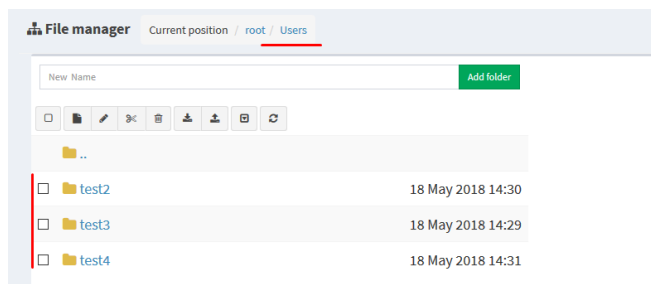 File manager Current position / root / Users
New Name Add folder
..
test2 18 May 2018 14:30
test3 18 May 2018 14:29
test4 18 May 2018 14:31